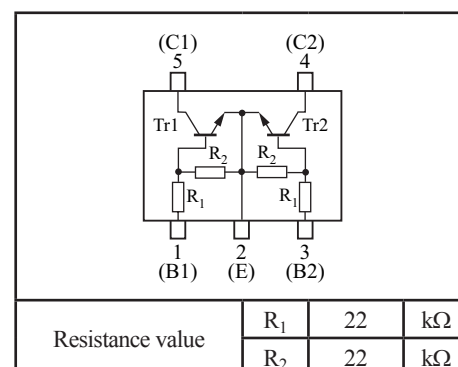 (C1) (C2)
5 4
Tr1 Tr2
R2 R2
R1 R1
1 2 3
(B1) (E) (B2)
Resistance value R1 22 kΩ
R2 22 kΩ